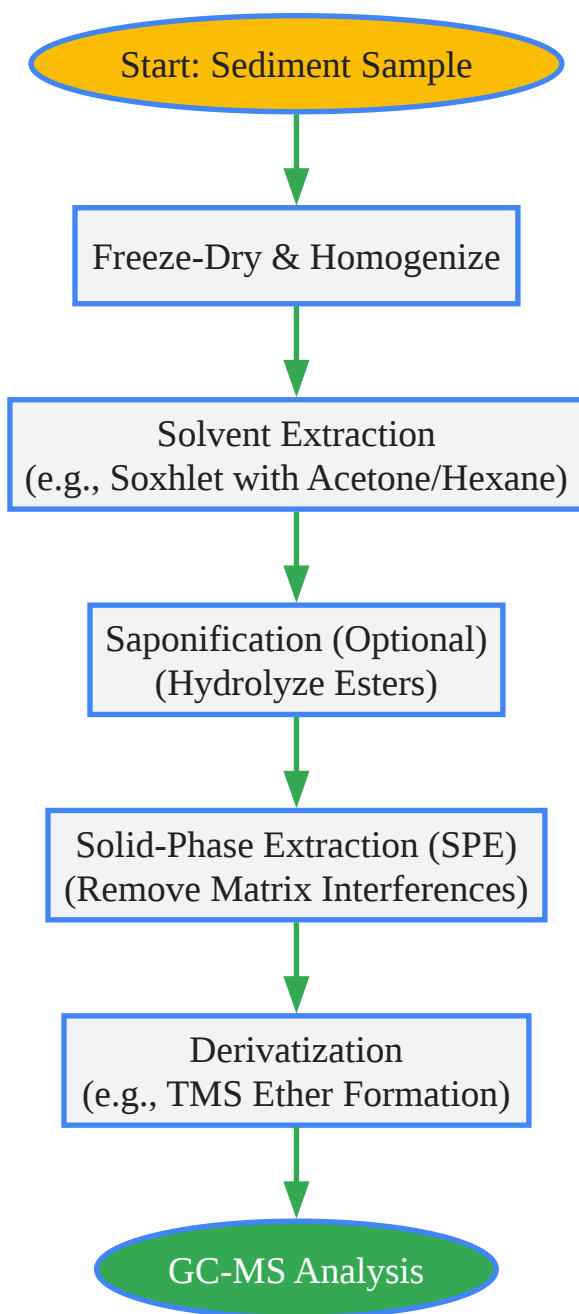 Start: Sediment Sample
Freeze-Dry & Homogenize
Solvent Extraction
(e.g., Soxhlet with Acetone/Hexane)
Saponification (Optional)
(Hydrolyze Esters)
Solid-Phase Extraction (SPE)
(Remove Matrix Interferences)
Derivatization
(e.g., TMS Ether Formation)
GC-MS Analysis